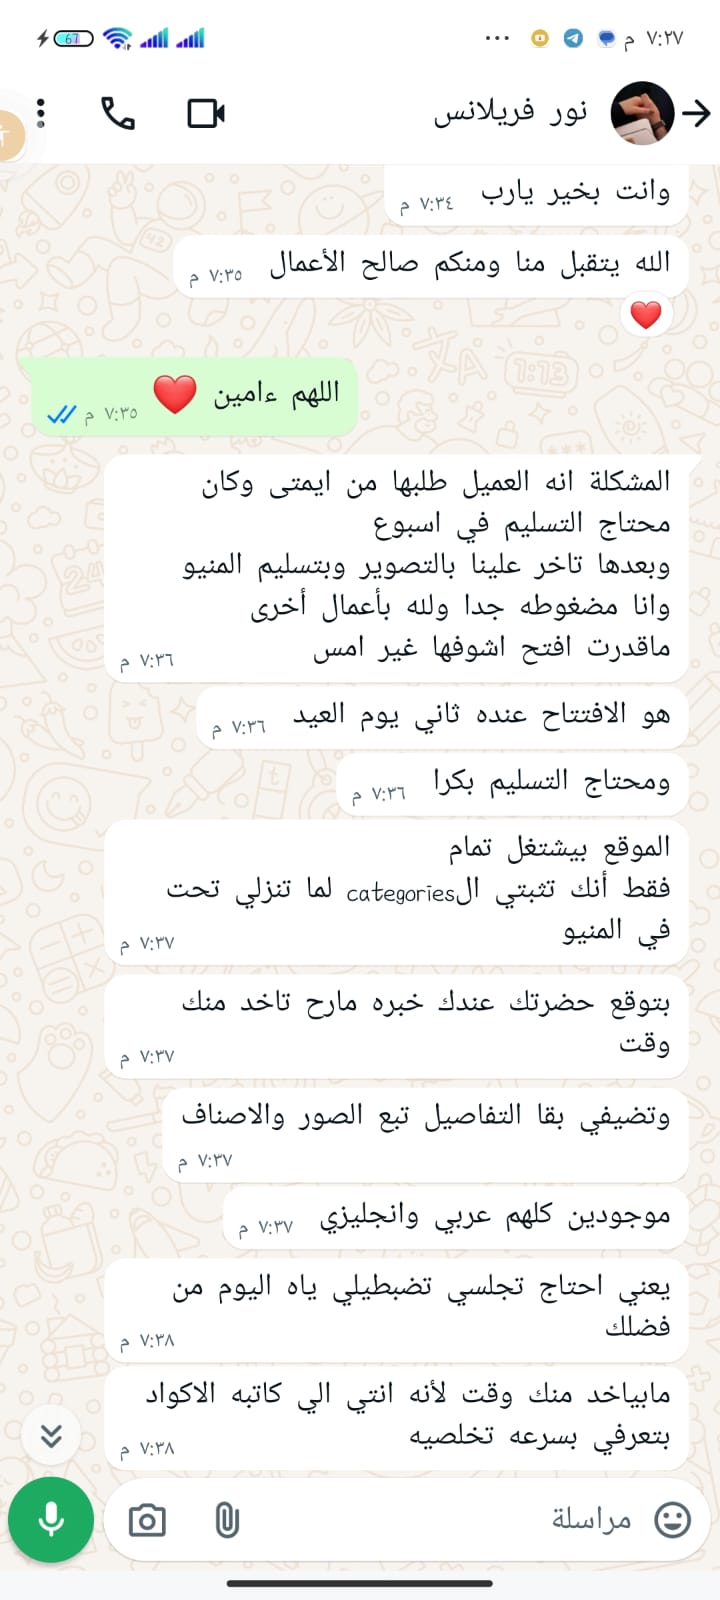 67
٧:٢٧ م
نور فريلانس
وانت بخير يارب
٧:٣٤ م
الله يتقبل منا ومنكم صالح الأعمال
٧:٣٥ م
اللهم ءامين ❤️
٧:٣٥ م
المشكلة انه العميل طلبها من ايمتى وكان
محتاج التسليم في اسبوع
وبعدها تاخر علينا بالتصوير وبتسليم المنيو
وانا مضغوطه جدا ولله بأعمال أخرى
ماقدرت افتح اشوفها غير امس
٧:٣٦ م
هو الافتتاح عنده ثاني يوم العيد
٧:٣٦ م
ومحتاج التسليم بكرا
٧:٣٦ م
الموقع بيشتغل تمام
فقط أنك تثبتي الcategories لما تنزلي تحت
في المنيو
٧:٣٧ م
بتوقع حضرتك عندك خبره مارح تاخد منك
وقت
٧:٣٧ م
وتضيفي بقا التفاصيل تبع الصور والاصناف
٧:٣٧ م
موجودين كلهم عربي وانجليزي
٧:٣٧ م
يعني احتاج تجلسي تضبطيلي ياه اليوم من
فضلك
٧:٣٨ م
مابياخد منك وقت لأنه انتي الي كاتبه الاكواد
بتعرفي بسرعه تخلصيه
٧:٣٨ م
مراسلة